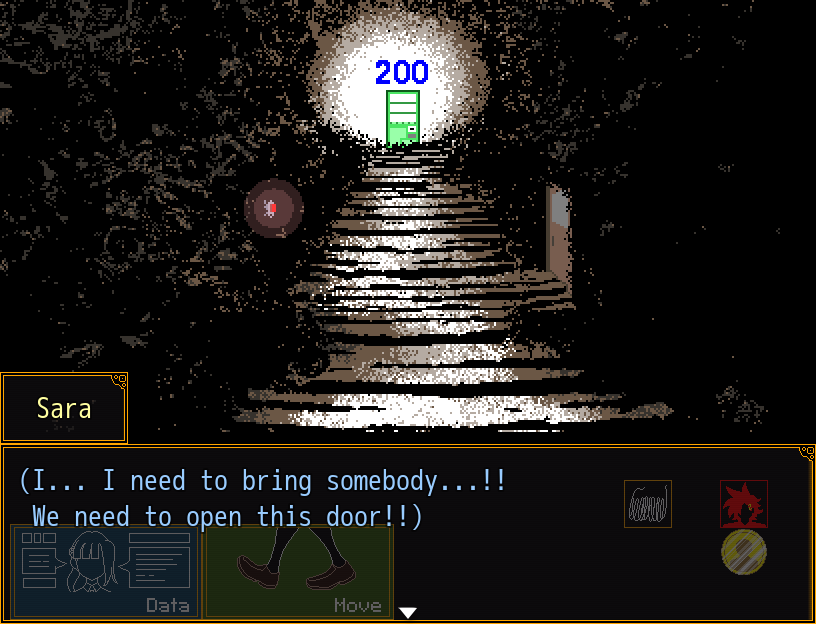 200
Sara
(I... I need to bring somebody...!!
We need to open this door!!)
Data
Move